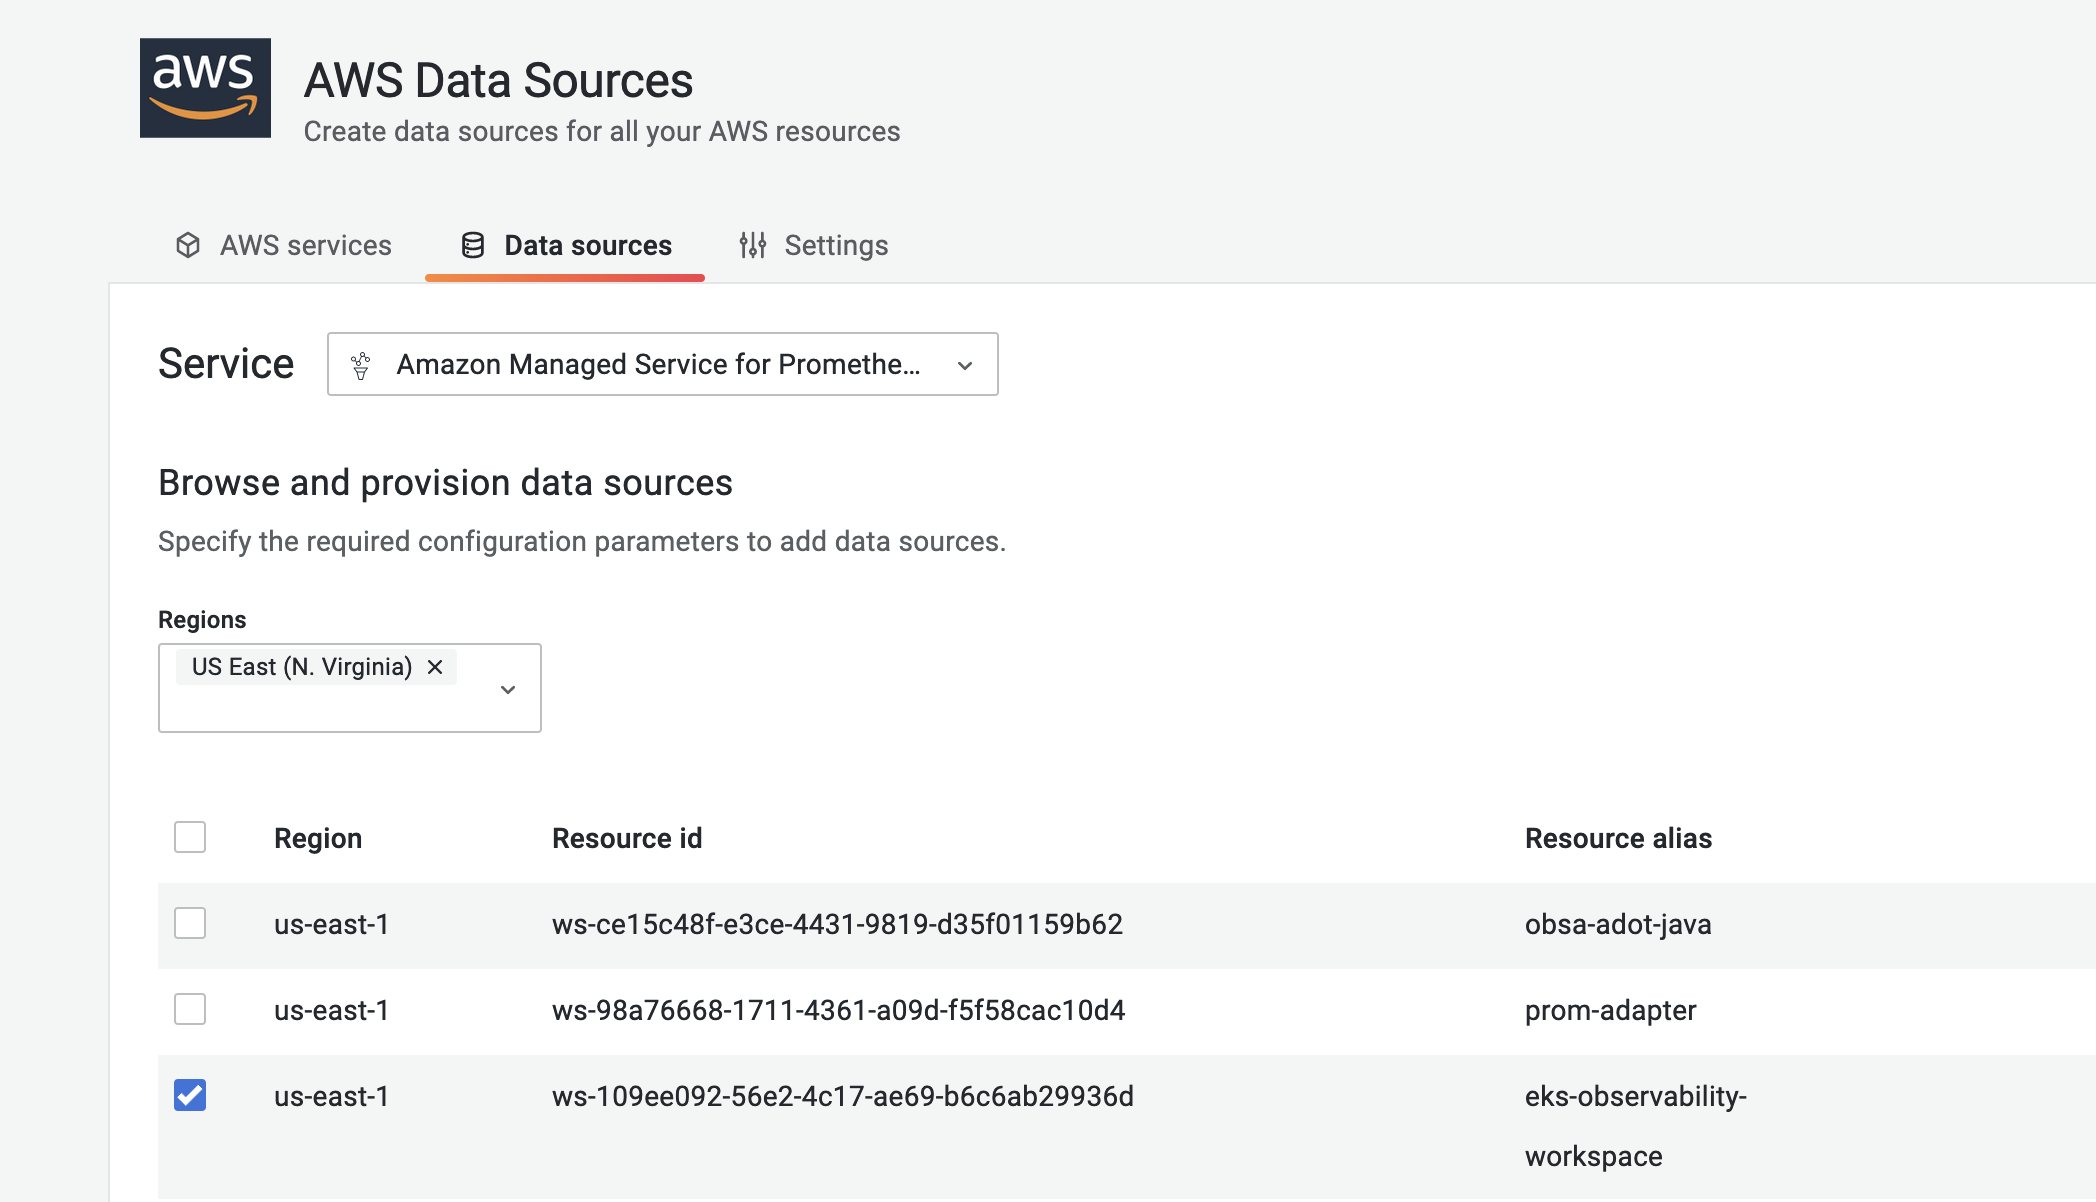 aws
AWS Data Sources
Create data sources for all your AWS resources
AWS services Data sources Settings
Service Amazon Managed Service for Promethe...
Browse and provision data sources
Specify the required configuration parameters to add data sources.
Regions
US East (N. Virginia)
Region Resource id Resource alias
us-east-1 ws-ce15c48f-e3ce-4431-9819-d35f01159b62 obsa-adot-java
us-east-1 ws-98a76668-1711-4361-a09d-f5f58cac10d4 prom-adapter
us-east-1 ws-109ee092-56e2-4c17-ae69-b6c6ab29936d eks-observability-
workspace